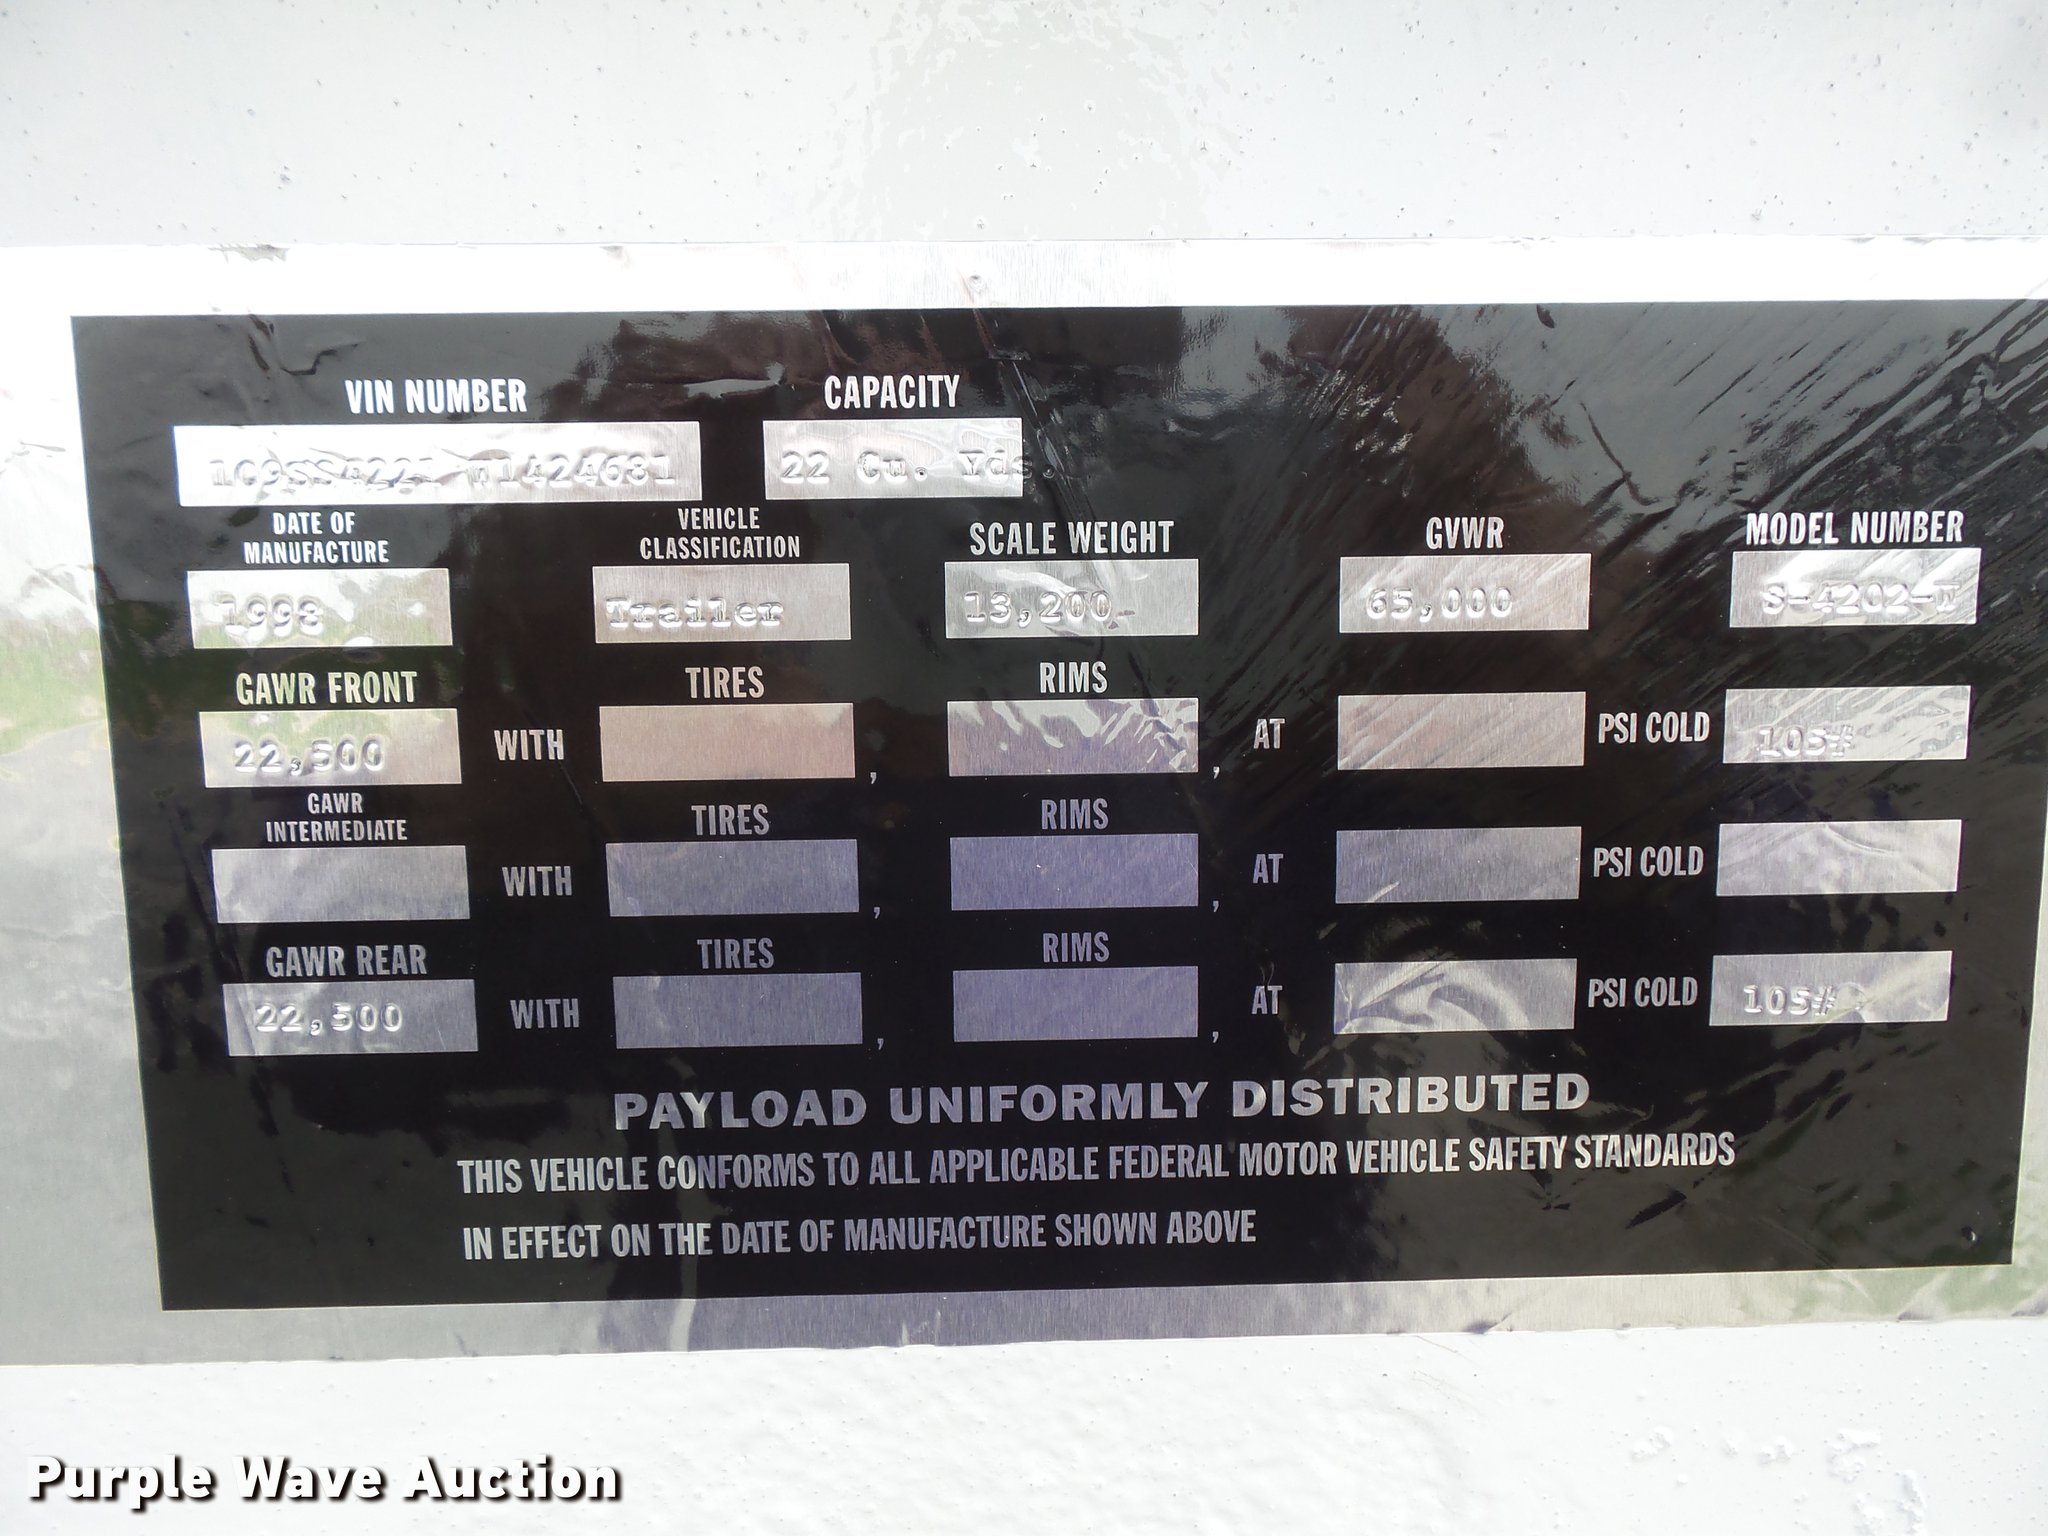 VIN NUMBER CAPACITY
22 Cu. Yds.
DATE OF MANUFACTURE VEHICLE CLASSIFICATION SCALE WEIGHT GVWR MODEL NUMBER
1998 Trailer 13,200 65,000 S-4202-W
GAWR FRONT TIRES RIMS
22,500 WITH , , AT PSI COLD 105#
GAWR INTERMEDIATE TIRES RIMS
WITH , , AT PSI COLD
GAWR REAR TIRES RIMS
22,500 WITH , , AT PSI COLD 105#
PAYLOAD UNIFORMLY DISTRIBUTED
THIS VEHICLE CONFORMS TO ALL APPLICABLE FEDERAL MOTOR VEHICLE SAFETY STANDARDS
IN EFFECT ON THE DATE OF MANUFACTURE SHOWN ABOVE
Purple Wave Auction